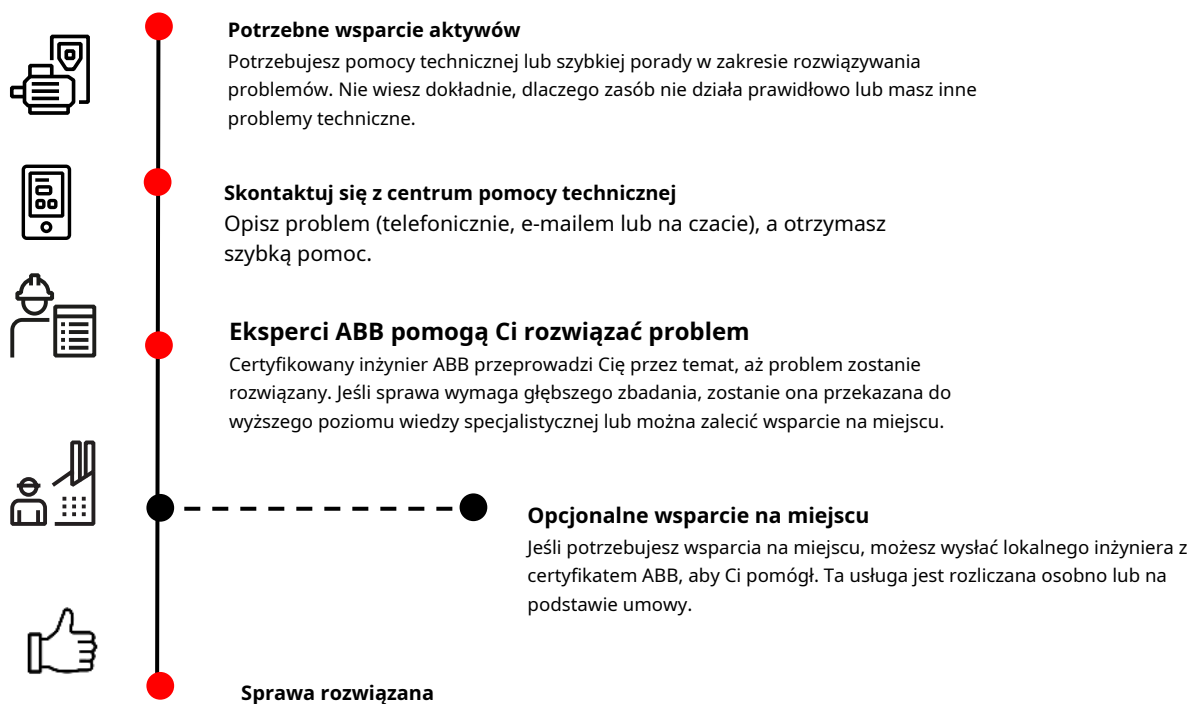 Potrzebne wsparcie aktywów
Potrzebujesz pomocy technicznej lub szybkiej porady w zakresie rozwiązywania
problemów. Nie wiesz dokładnie, dlaczego zasób nie działa prawidłowo lub masz inne
problemy techniczne.
Skontaktuj się z centrum pomocy technicznej
Opisz problem (telefonicznie, e-mailem lub na czacie), a otrzymasz
szybką pomoc.
Eksperci ABB pomogą Ci rozwiązać problem
Certyfikowany inżynier ABB przeprowadzi Cię przez temat, aż problem zostanie
rozwiązany. Jeśli sprawa wymaga głębszego zbadania, zostanie ona przekazana do
wyższego poziomu wiedzy specjalistycznej lub można zalecić wsparcie na miejscu.
Opcjonalne wsparcie na miejscu
Jeśli potrzebujesz wsparcia na miejscu, możesz wysłać lokalnego inżyniera z
certyfikatem ABB, aby Ci pomógł. Ta usługa jest rozliczana osobno lub na
podstawie umowy.
Sprawa rozwiązana